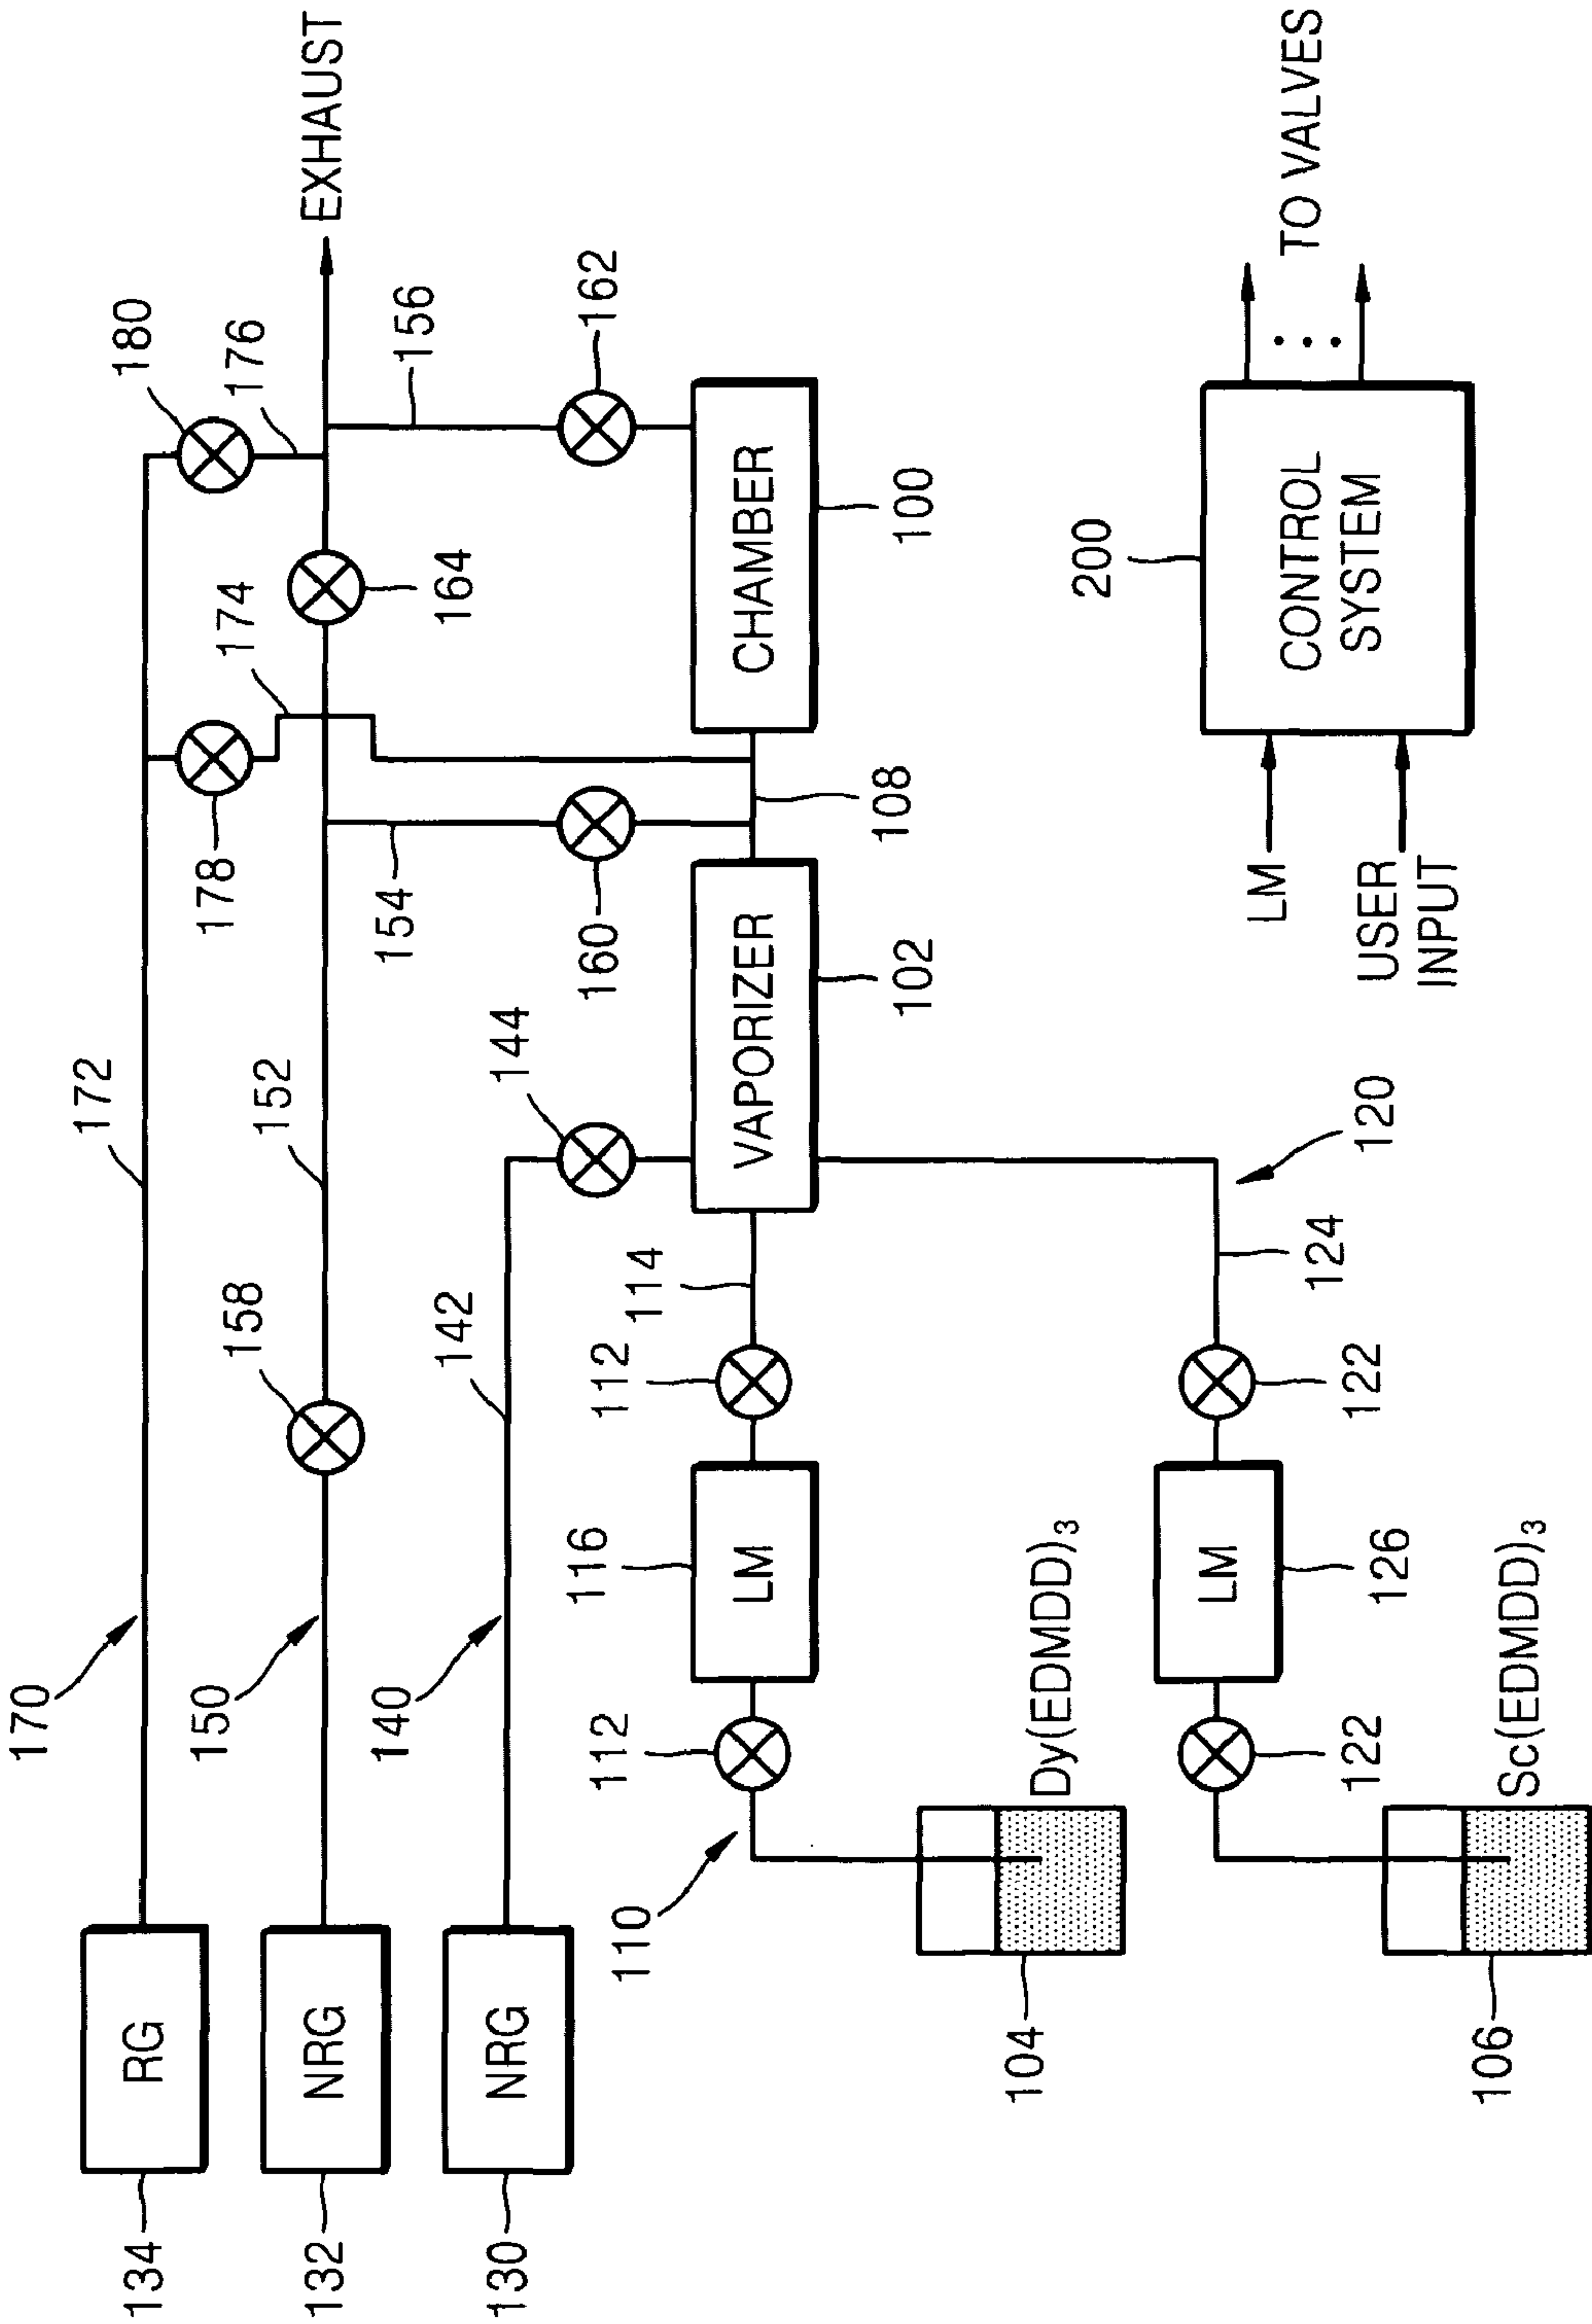 EXHAUST
180
176
156
162
164
174
178
172
152
154
160
158
144
142
170
150
140
RG
134
NRG
132
NRG
130
CHAMBER
100
108
VAPORIZER
102
114
112
116
LM
112
110
Dy(EDMDD)₃
104
120
124
122
126
LM
122
Sc(EDMDD)₃
106
200
CONTROL
SYSTEM
LM
USER
INPUT
TO VALVES